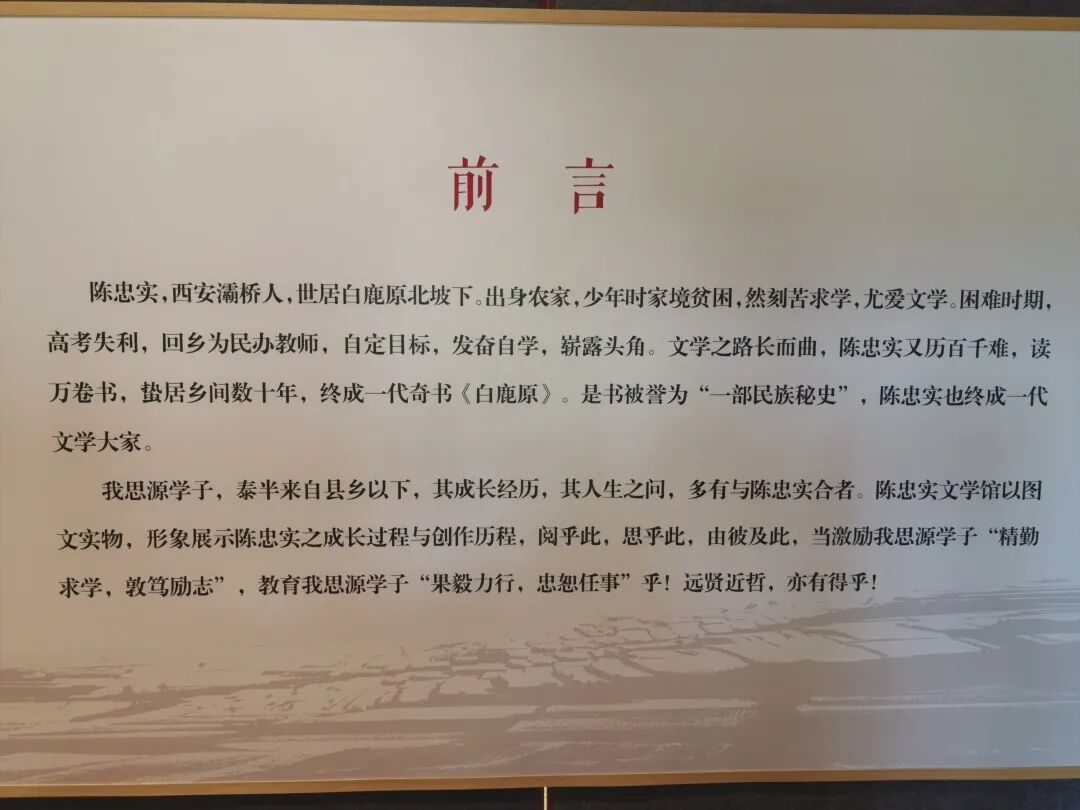 前言
陈忠实，西安灞桥人，世居白鹿原北坡下。出身农家，少年时家境贫困，然刻苦求学，尤爱文学。困难时期，
高考失利，回乡为民办教师，自定目标，发奋自学，崭露头角。文学之路长而曲，陈忠实又历百千难，读
万卷书，蛰居乡间数十年，终成一代奇书《白鹿原》。是书被誉为“一部民族秘史”，陈忠实也终成一代
文学大家。
我思源学子，泰半来自县乡以下，其成长经历，其人生之问，多有与陈忠实合者。陈忠实文学馆以图
文实物，形象展示陈忠实之成长过程与创作历程，阅乎此，思乎此，由彼及此，当激励我思源学子“精勤
求学，敦笃励志”，教育我思源学子“果毅力行，忠恕任事”乎！远贤近哲，亦有得乎！